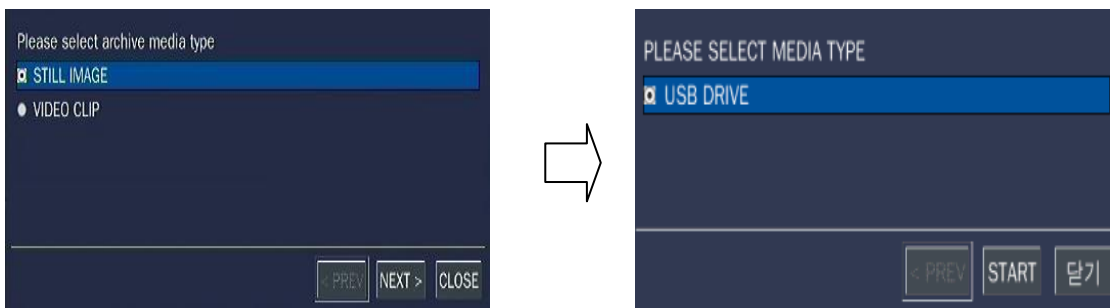 Please select archive media type
STILL IMAGE
VIDEO CLIP
< PREV NEXT > CLOSE
PLEASE SELECT MEDIA TYPE
USB DRIVE
< PREV START 닫기